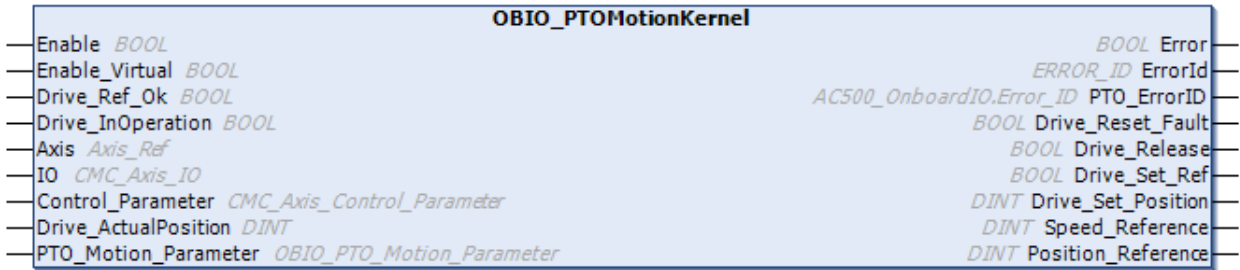 OBIO_PTOMotionKernel
Enable BOOL BOOL Error
Enable_Virtual BOOL ERROR_ID ErrorId
Drive_Ref_Ok BOOL AC500_OnboardIO.Error_ID PTO_ErrorID
Drive_InOperation BOOL BOOL Drive_Reset_Fault
Axis Axis_Ref BOOL Drive_Release
IO CMC_Axis_IO BOOL Drive_Set_Ref
Control_Parameter CMC_Axis_Control_Parameter DINT Drive_Set_Position
Drive_ActualPosition DINT DINT Speed_Reference
PTO_Motion_Parameter OBIO_PTO_Motion_Parameter DINT Position_Reference